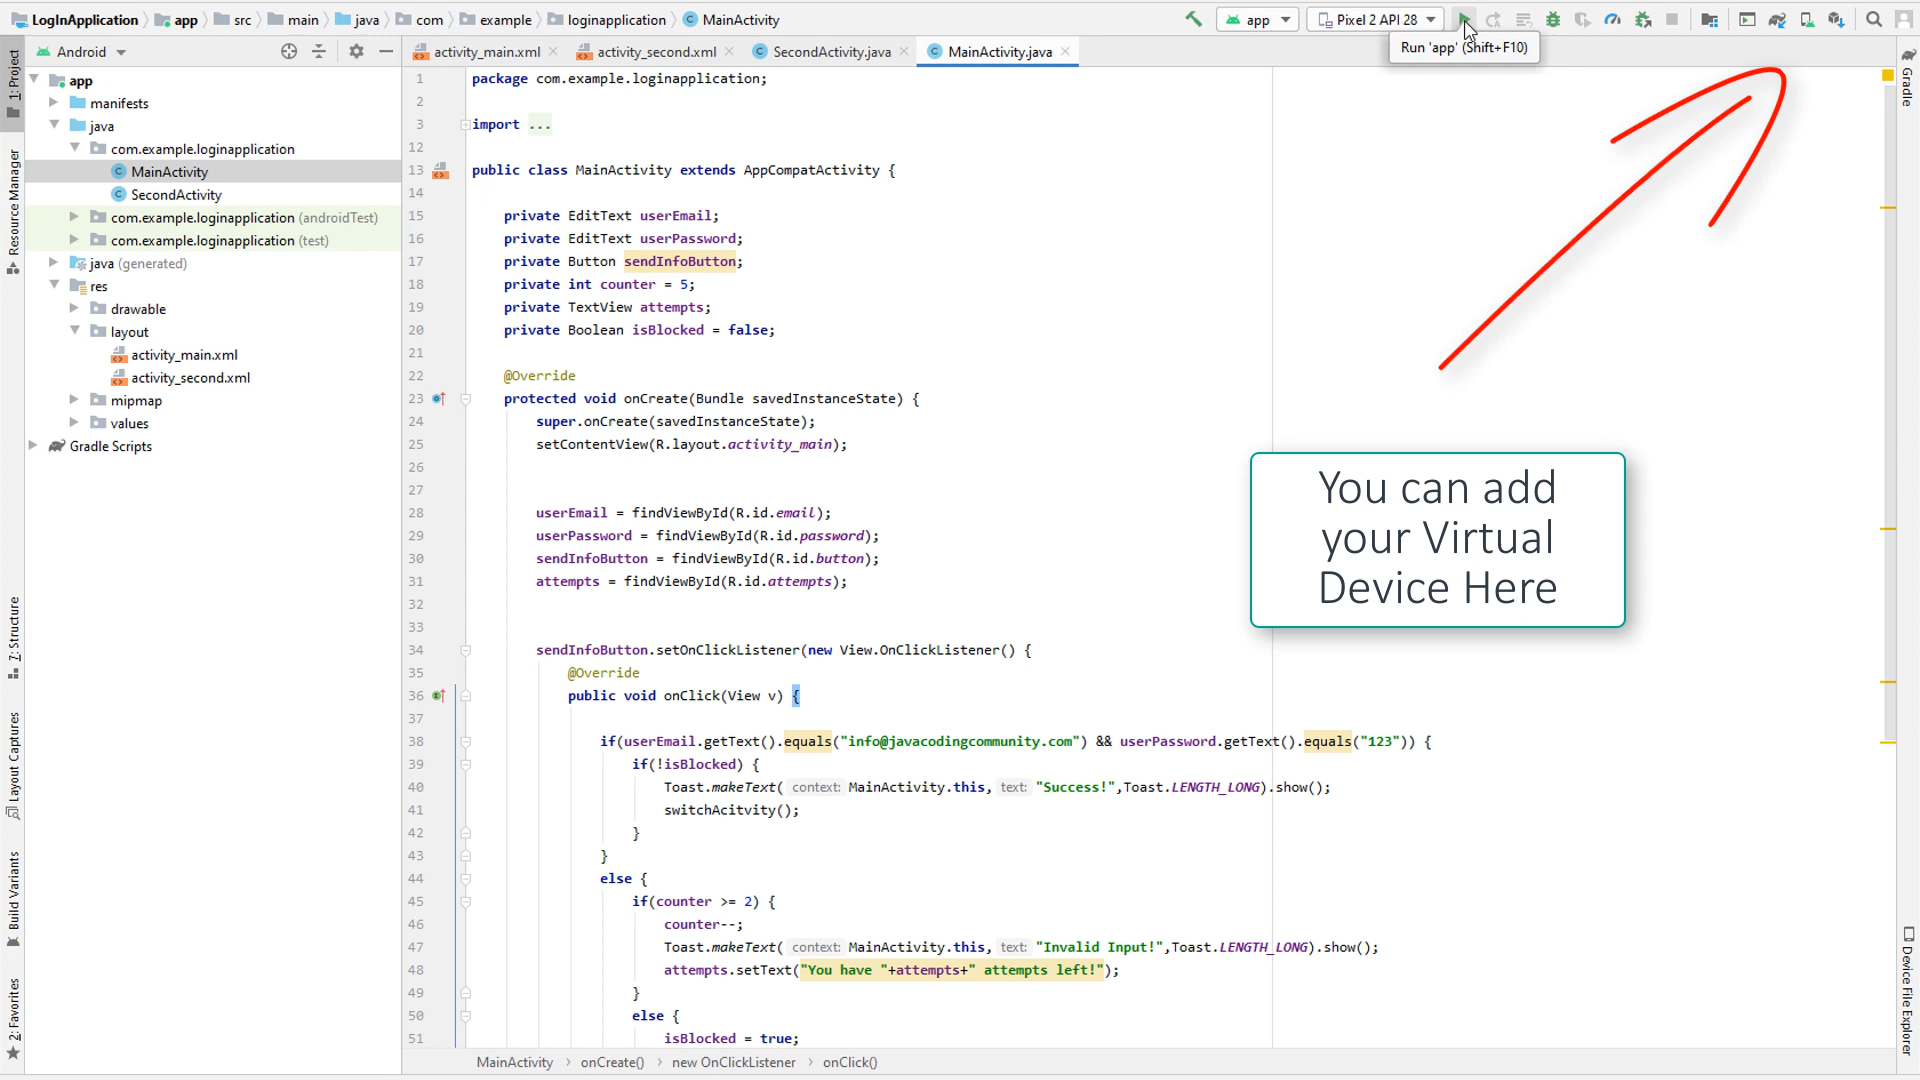 LogInApplication app src main java com example loginapplication MainActivity
app Pixel 2 API 28
Run 'app' (Shift+F10)
Android
activity_main.xml activity_second.xml SecondActivity.java MainActivity.java
1: Project
Resource Manager
7: Structure
Layout Captures
Build Variants
2: Favorites
app
manifests
java
com.example.loginapplication
MainActivity
SecondActivity
com.example.loginapplication (androidTest)
com.example.loginapplication (test)
java (generated)
res
drawable
layout
activity_main.xml
activity_second.xml
mipmap
values
Gradle Scripts
1 package com.example.loginapplication;
2
3 import ...
12
13 public class MainActivity extends AppCompatActivity {
14
15 private EditText userEmail;
16 private EditText userPassword;
17 private Button sendInfoButton;
18 private int counter = 5;
19 private TextView attempts;
20 private Boolean isBlocked = false;
21
22 @Override
23 protected void onCreate(Bundle savedInstanceState) {
24 super.onCreate(savedInstanceState);
25 setContentView(R.layout.activity_main);
26
27
28 userEmail = findViewById(R.id.email);
29 userPassword = findViewById(R.id.password);
30 sendInfoButton = findViewById(R.id.button);
31 attempts = findViewById(R.id.attempts);
32
33
34 sendInfoButton.setOnClickListener(new View.OnClickListener() {
35 @Override
36 public void onClick(View v) {
37
38 if(userEmail.getText().equals("info@javacodingcommunity.com") && userPassword.getText().equals("123")) {
39 if(!isBlocked) {
40 Toast.makeText( context: MainActivity.this, text: "Success!",Toast.LENGTH_LONG).show();
41 switchAcitvity();
42 }
43 }
44 else {
45 if(counter >= 2) {
46 counter--;
47 Toast.makeText( context: MainActivity.this, text: "Invalid Input!",Toast.LENGTH_LONG).show();
48 attempts.setText("You have "+attempts+" attempts left!");
49 }
50 else {
51 isBlocked = true;
MainActivity onCreate() new OnClickListener onClick()
You can add
your Virtual
Device Here
Gradle
Device File Explorer